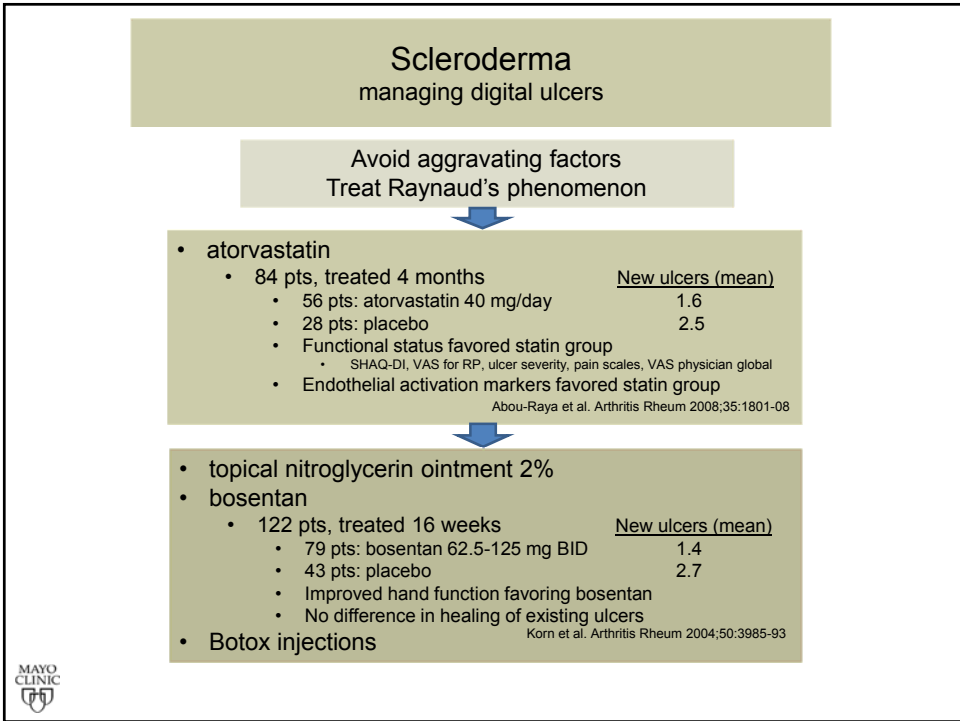 Scleroderma
managing digital ulcers
Avoid aggravating factors
Treat Raynaud's phenomenon
• atorvastatin
• 84 pts, treated 4 months New ulcers (mean)
• 56 pts: atorvastatin 40 mg/day 1.6
• 28 pts: placebo 2.5
• Functional status favored statin group
• SHAQ-DI, VAS for RP, ulcer severity, pain scales, VAS physician global
• Endothelial activation markers favored statin group
Abou-Raya et al. Arthritis Rheum 2008;35:1801-08
• topical nitroglycerin ointment 2%
• bosentan
• 122 pts, treated 16 weeks New ulcers (mean)
• 79 pts: bosentan 62.5-125 mg BID 1.4
• 43 pts: placebo 2.7
• Improved hand function favoring bosentan
• No difference in healing of existing ulcers
Korn et al. Arthritis Rheum 2004;50:3985-93
• Botox injections
MAYO
CLINIC